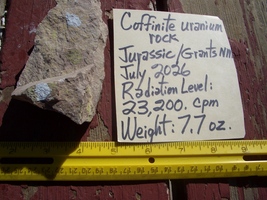 Coffinite uranium
rock
Jurassic/Grants NM
July, 2026
Radiation Level:
23,200. cpm
Weight: 7.7 oz.